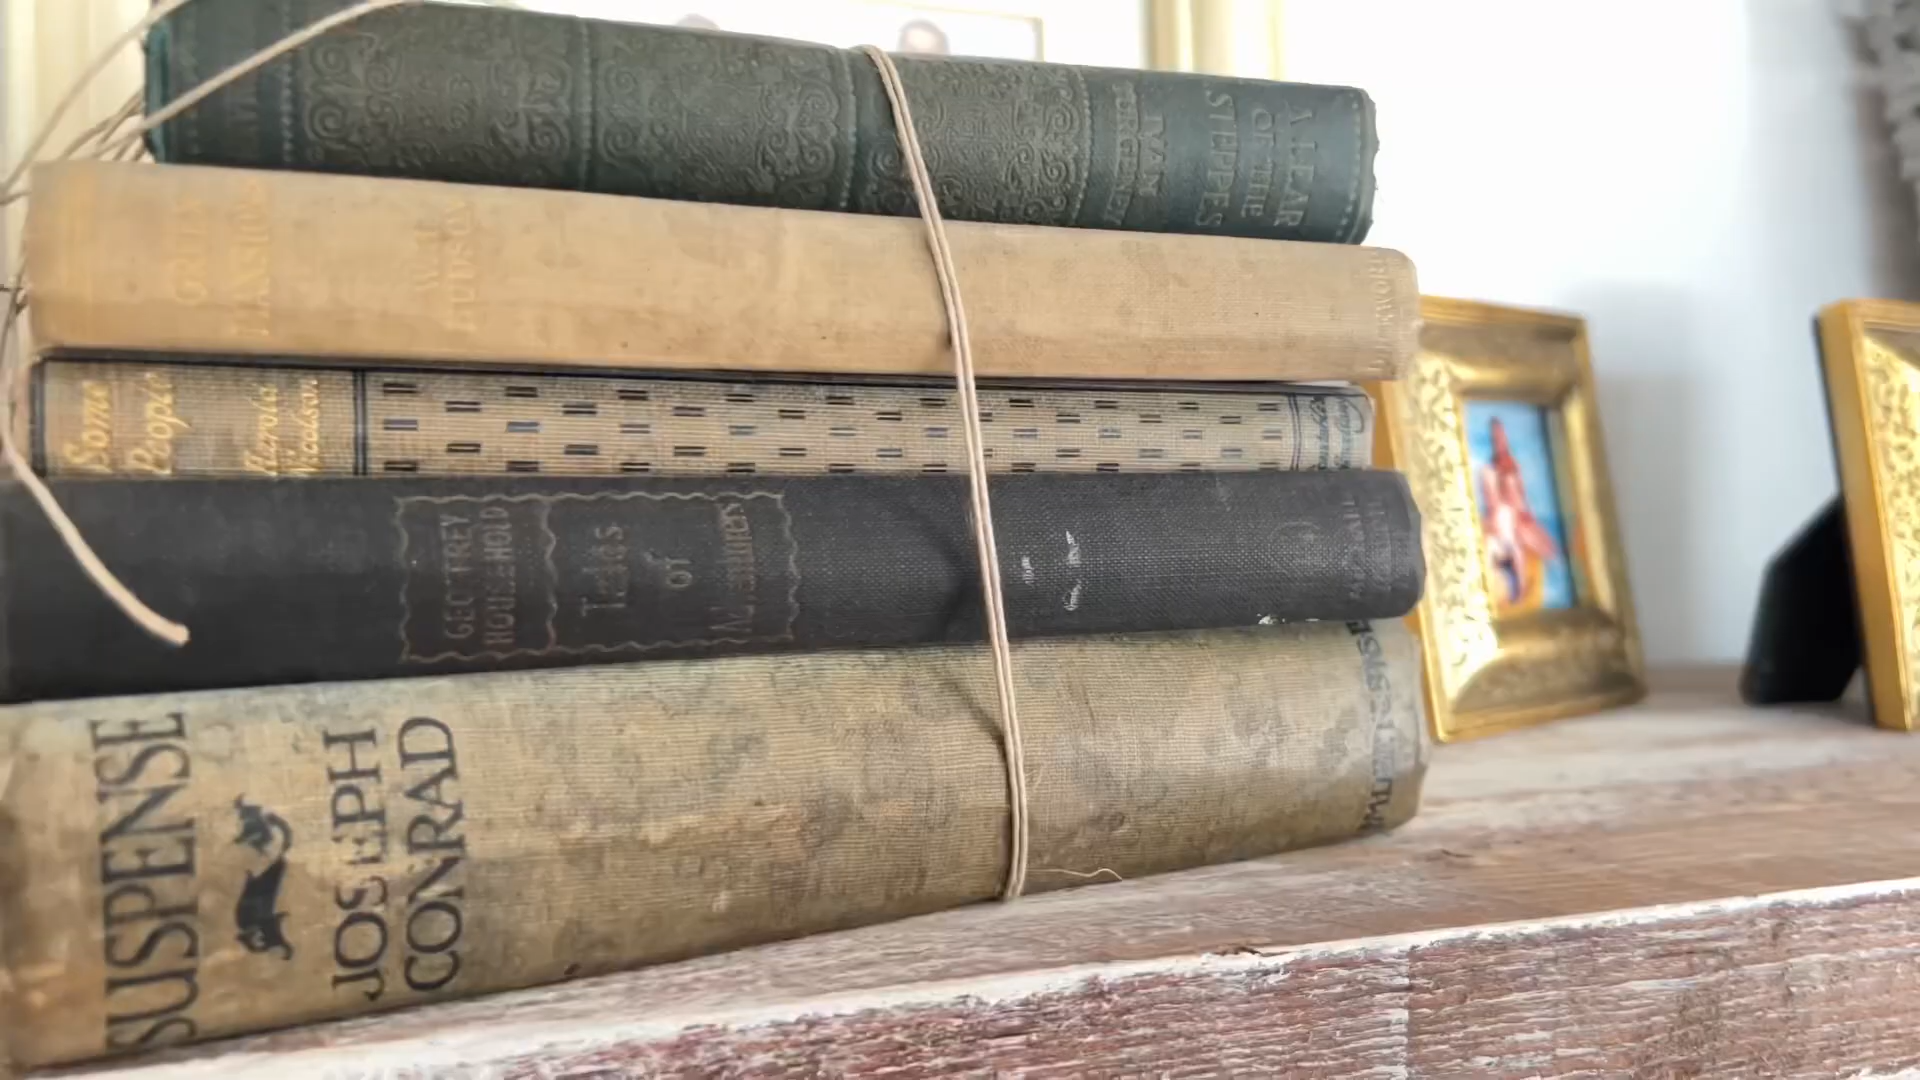 A LEAR
OF THE
STEPPES
IVAN
TURGENEV
GREEN
MANSIONS
W. H.
HUDSON
Some
People
Harold
Nicolson
GEOFFREY
HOUSEHOLD
Tales
of
Adventurers
SUSPENSE
JOSEPH
CONRAD